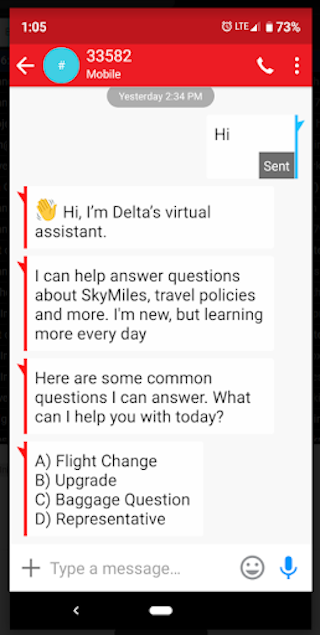 1:05 LTE 73%
# 33582
Mobile
Yesterday 2:34 PM
Hi
Sent
👋 Hi, I'm Delta's virtual
assistant.
I can help answer questions
about SkyMiles, travel policies
and more. I'm new, but learning
more every day
Here are some common
questions I can answer. What
can I help you with today?
A) Flight Change
B) Upgrade
C) Baggage Question
D) Representative
Type a message...